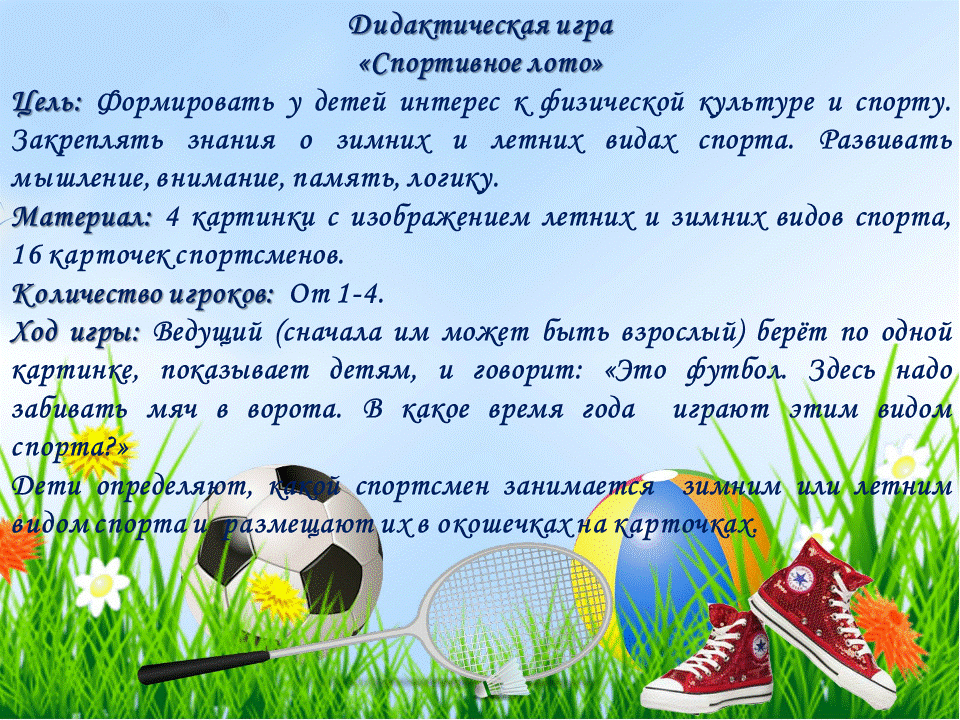 Дидактическая игра
«Спортивное лото»
Цель: Формировать у детей интерес к физической культуре и спорту.
Закреплять знания о зимних и летних видах спорта. Развивать
мышление, внимание, память, логику.
Материал: 4 картинки с изображением летних и зимних видов спорта,
16 карточек спортсменов.
Количество игроков: От 1-4.
Ход игры: Ведущий (сначала им может быть взрослый) берёт по одной
картинке, показывает детям, и говорит: «Это футбол. Здесь надо
забивать мяч в ворота. В какое время года играют этим видом
спорта?»
Дети определяют, какой спортсмен занимается зимним или летним
видом спорта и размещают их в окошечках на карточках.